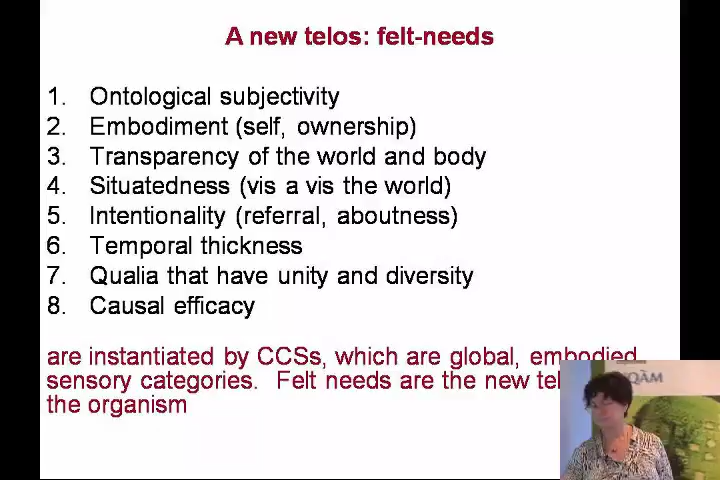 A new telos: felt-needs
1. Ontological subjectivity
2. Embodiment (self, ownership)
3. Transparency of the world and body
4. Situatedness (vis a vis the world)
5. Intentionality (referral, aboutness)
6. Temporal thickness
7. Qualia that have unity and diversity
8. Causal efficacy
are instantiated by CCSs, which are global, embodied
sensory categories. Felt needs are the new
the organism